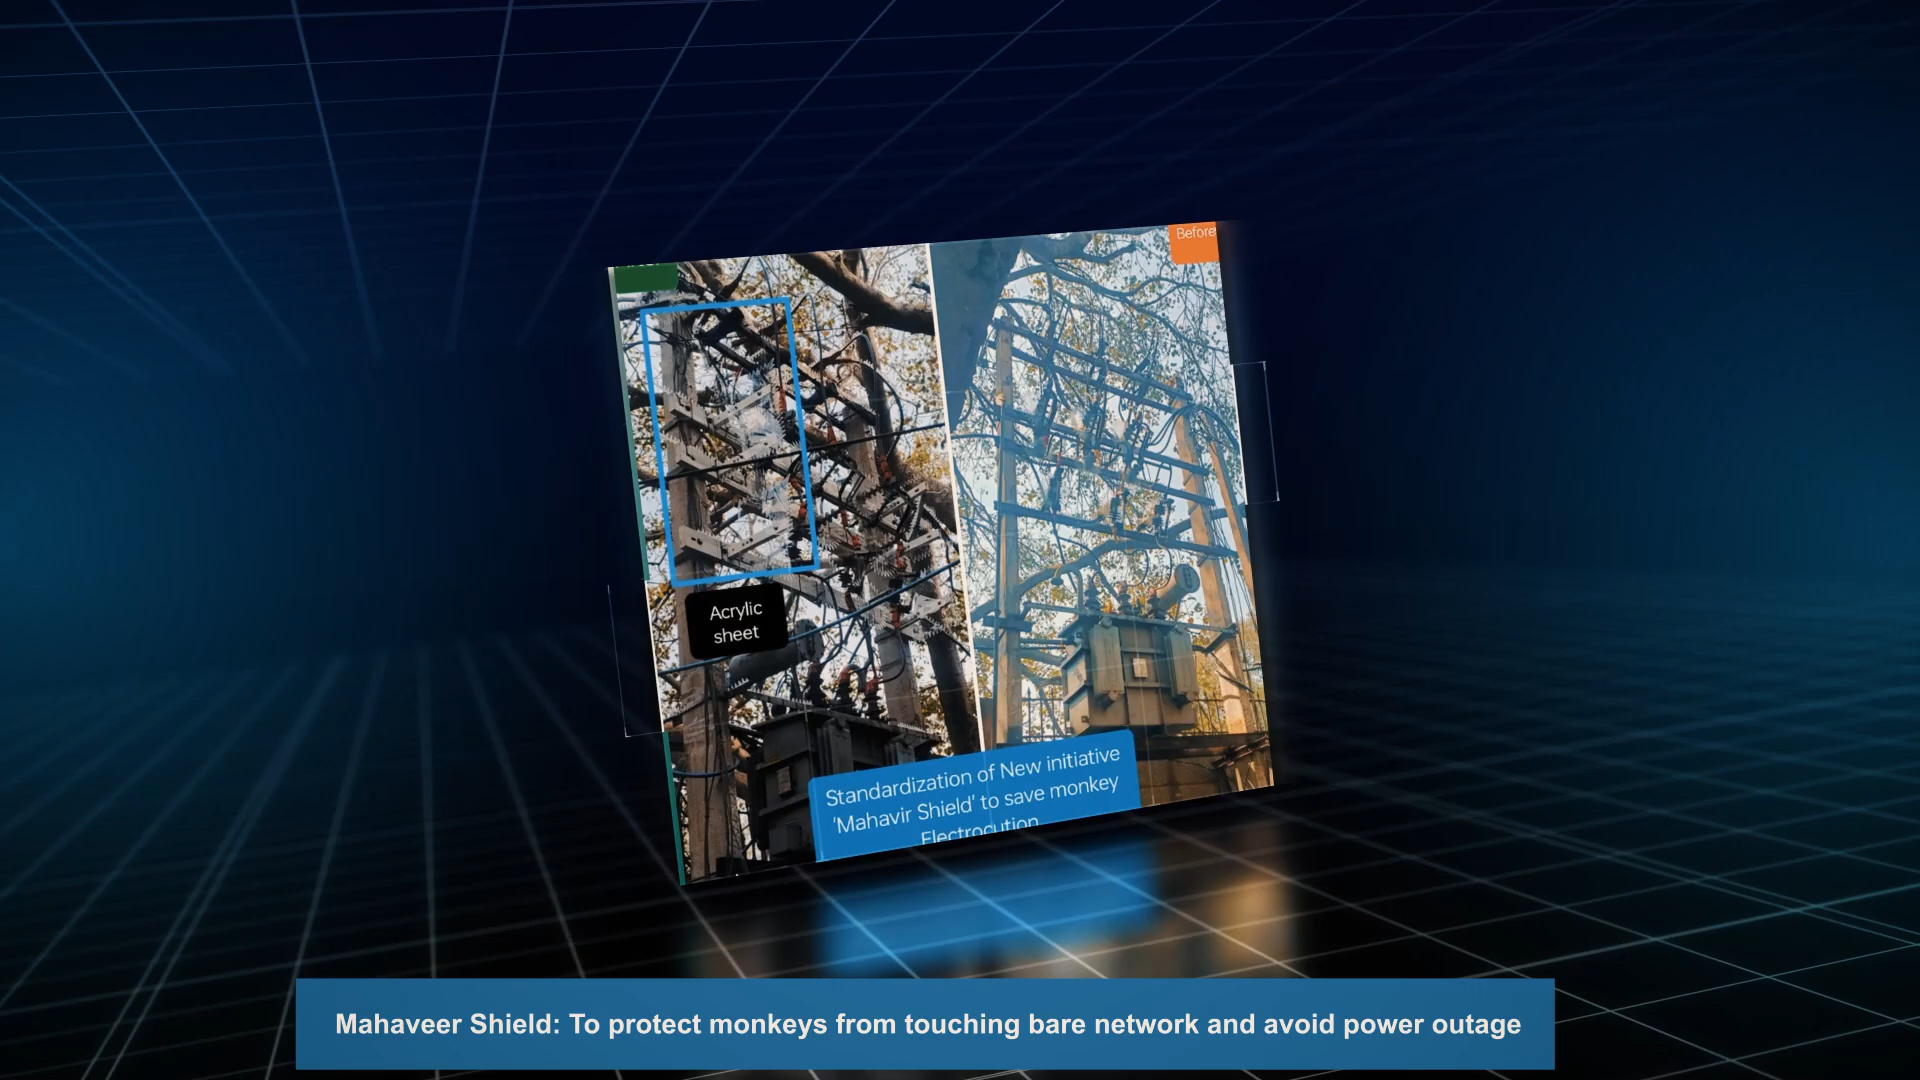 Before
Acrylic
sheet
Standardization of New initiative
'Mahavir Shield' to save monkey
Electrocution
Mahaveer Shield: To protect monkeys from touching bare network and avoid power outage